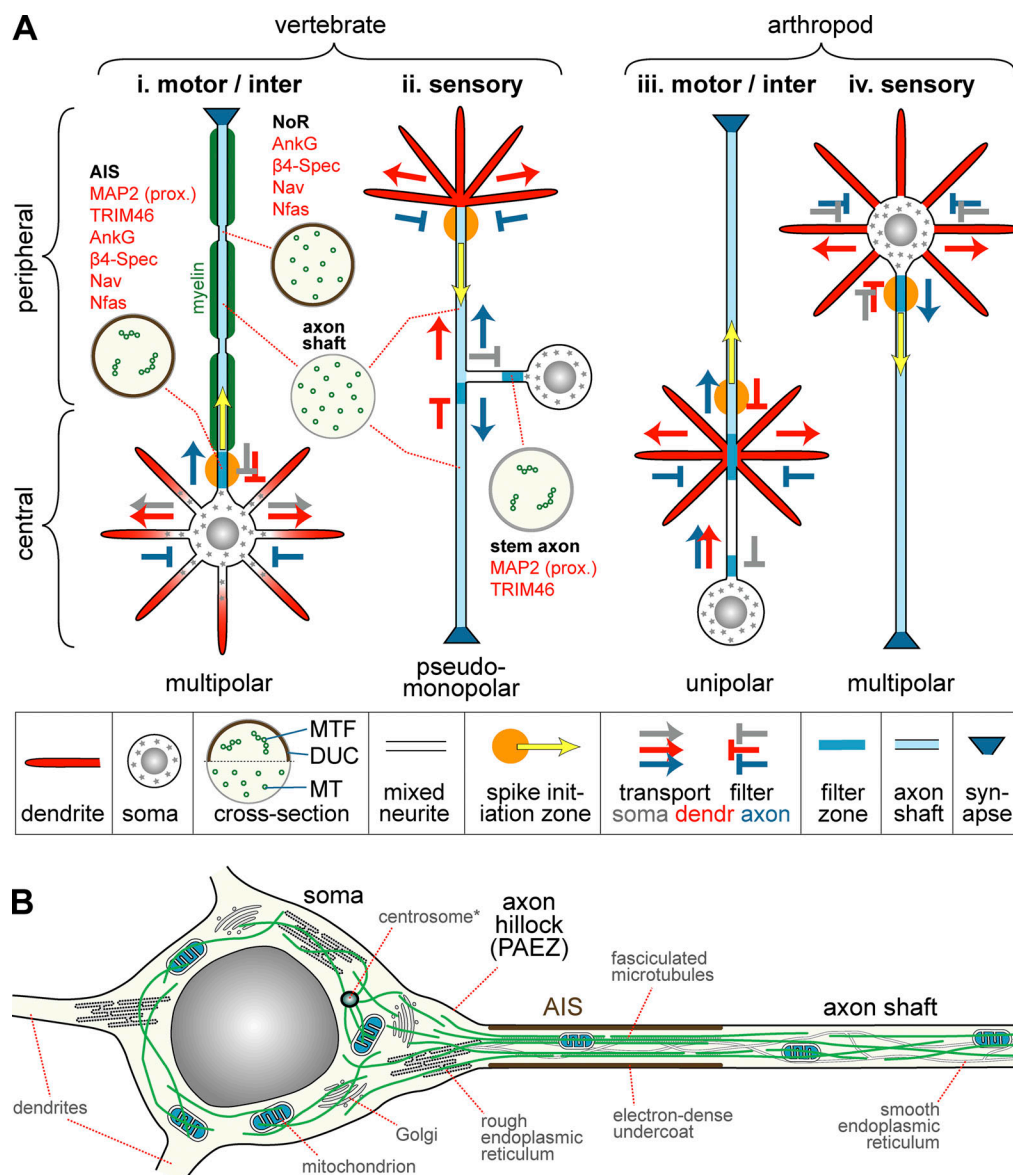 A
vertebrate
arthropod
i. motor / inter
ii. sensory
iii. motor / inter
iv. sensory
peripheral
central
AIS
MAP2 (prox.)
TRIM46
AnkG
β4-Spec
Nav
Nfas
NoR
AnkG
β4-Spec
Nav
Nfas
myelin
axon
shaft
stem axon
MAP2 (prox.)
TRIM46
multipolar
pseudo-
monopolar
unipolar
multipolar
dendrite
soma
MTF
DUC
MT
cross-section
mixed
neurite
spike init-
iation zone
transport filter
soma dendr axon
filter
zone
axon
shaft
syn-
apse
B
soma
centrosome*
axon
hillock
(PAEZ)
fasciculated
microtubules
AIS
axon shaft
dendrites
mitochondrion
Golgi
rough
endoplasmic
reticulum
electron-dense
undercoat
smooth
endoplasmic
reticulum